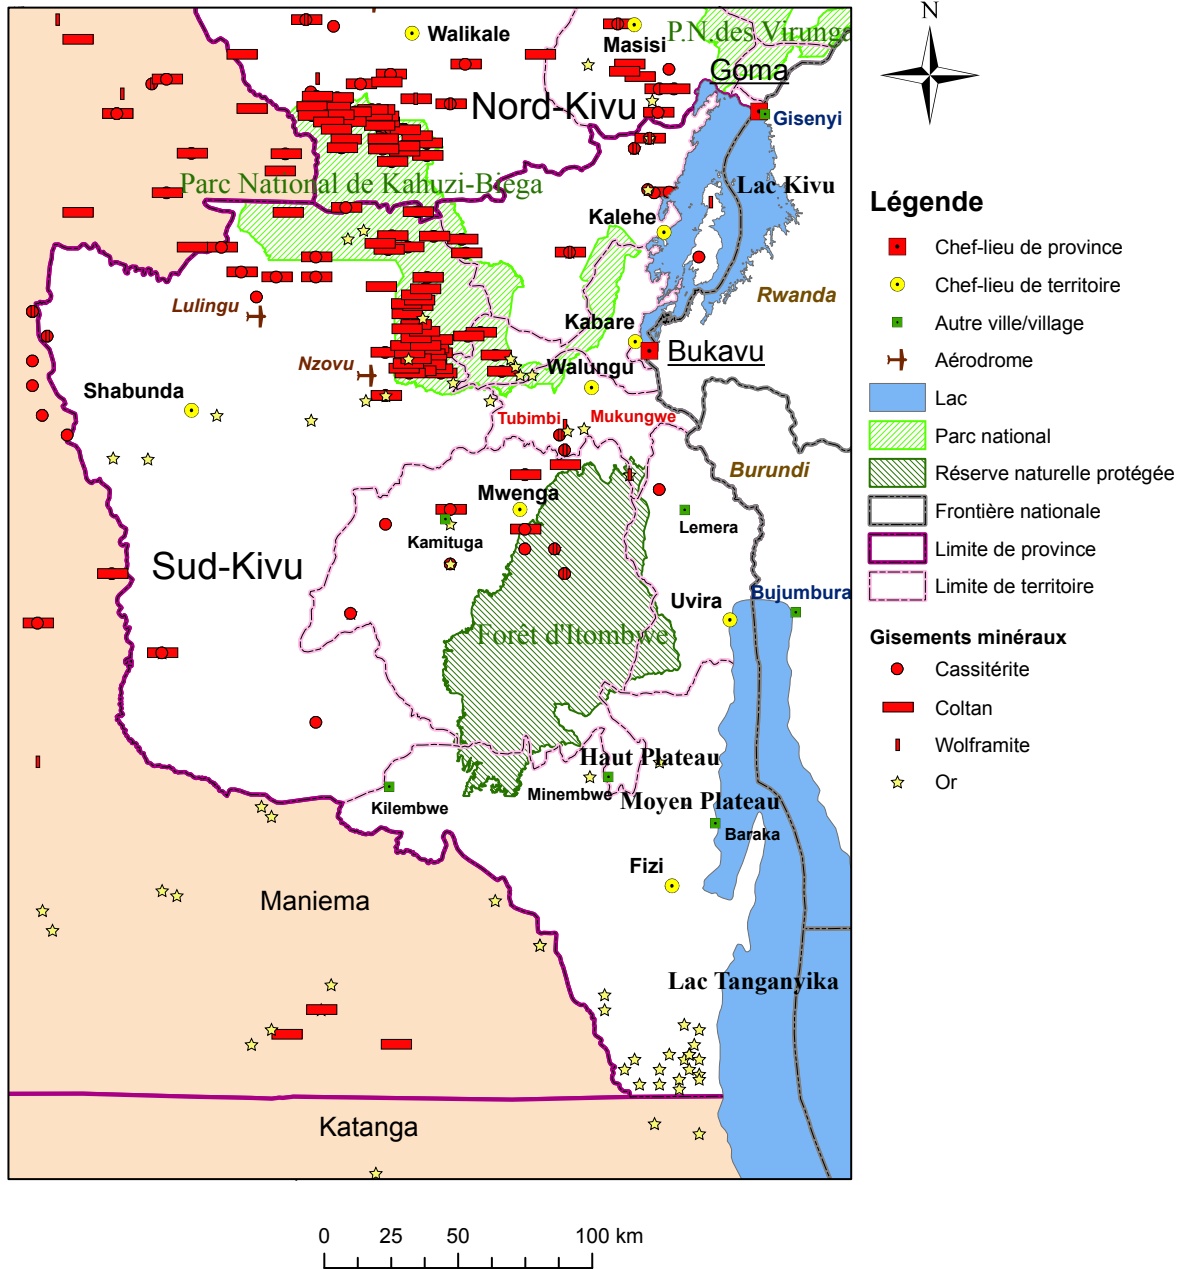 N
Walikale
Masisi
P.N.des Virunga
Goma
Nord-Kivu
Gisenyi
Parc National de Kahuzi-Biega
Lac Kivu
Kalehe
Rwanda
Lulingu
Kabare
Bukavu
Nzovu
Walungu
Shabunda
Tubimbi
Mukungwe
Burundi
Mwenga
Lemera
Kamituga
Sud-Kivu
Bujumbura
Uvira
Forêt d'Itombwe
Haut Plateau
Minembwe
Moyen Plateau
Kilembwe
Baraka
Fizi
Maniema
Lac Tanganyika
Katanga
Légende
Chef-lieu de province
Chef-lieu de territoire
Autre ville/village
Aérodrome
Lac
Parc national
Réserve naturelle protégée
Frontière nationale
Limite de province
Limite de territoire
Gisements minéraux
Cassitérite
Coltan
Wolframite
Or
0 25 50 100 km